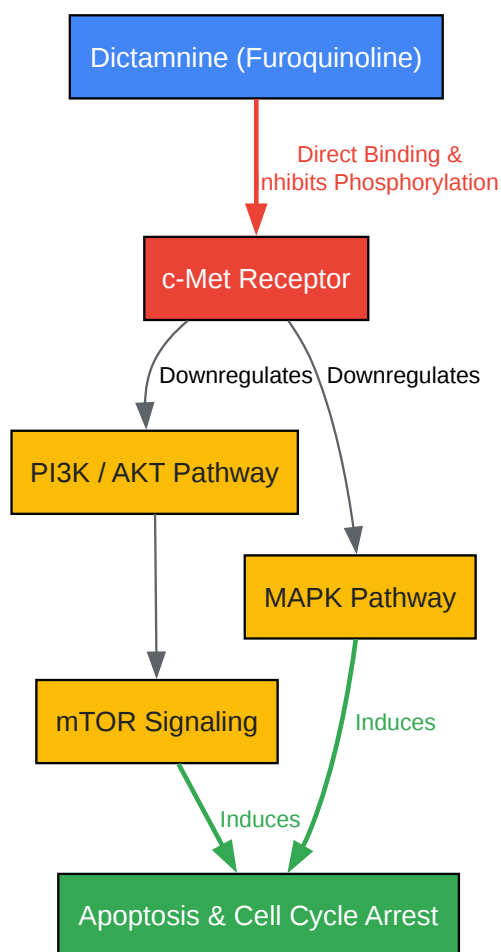 Dictamnine (Furoquinoline)
Direct Binding &
nhibits Phosphorylation
c-Met Receptor
Downregulates
Downregulates
PI3K / AKT Pathway
MAPK Pathway
mTOR Signaling
Induces
Induces
Apoptosis & Cell Cycle Arrest